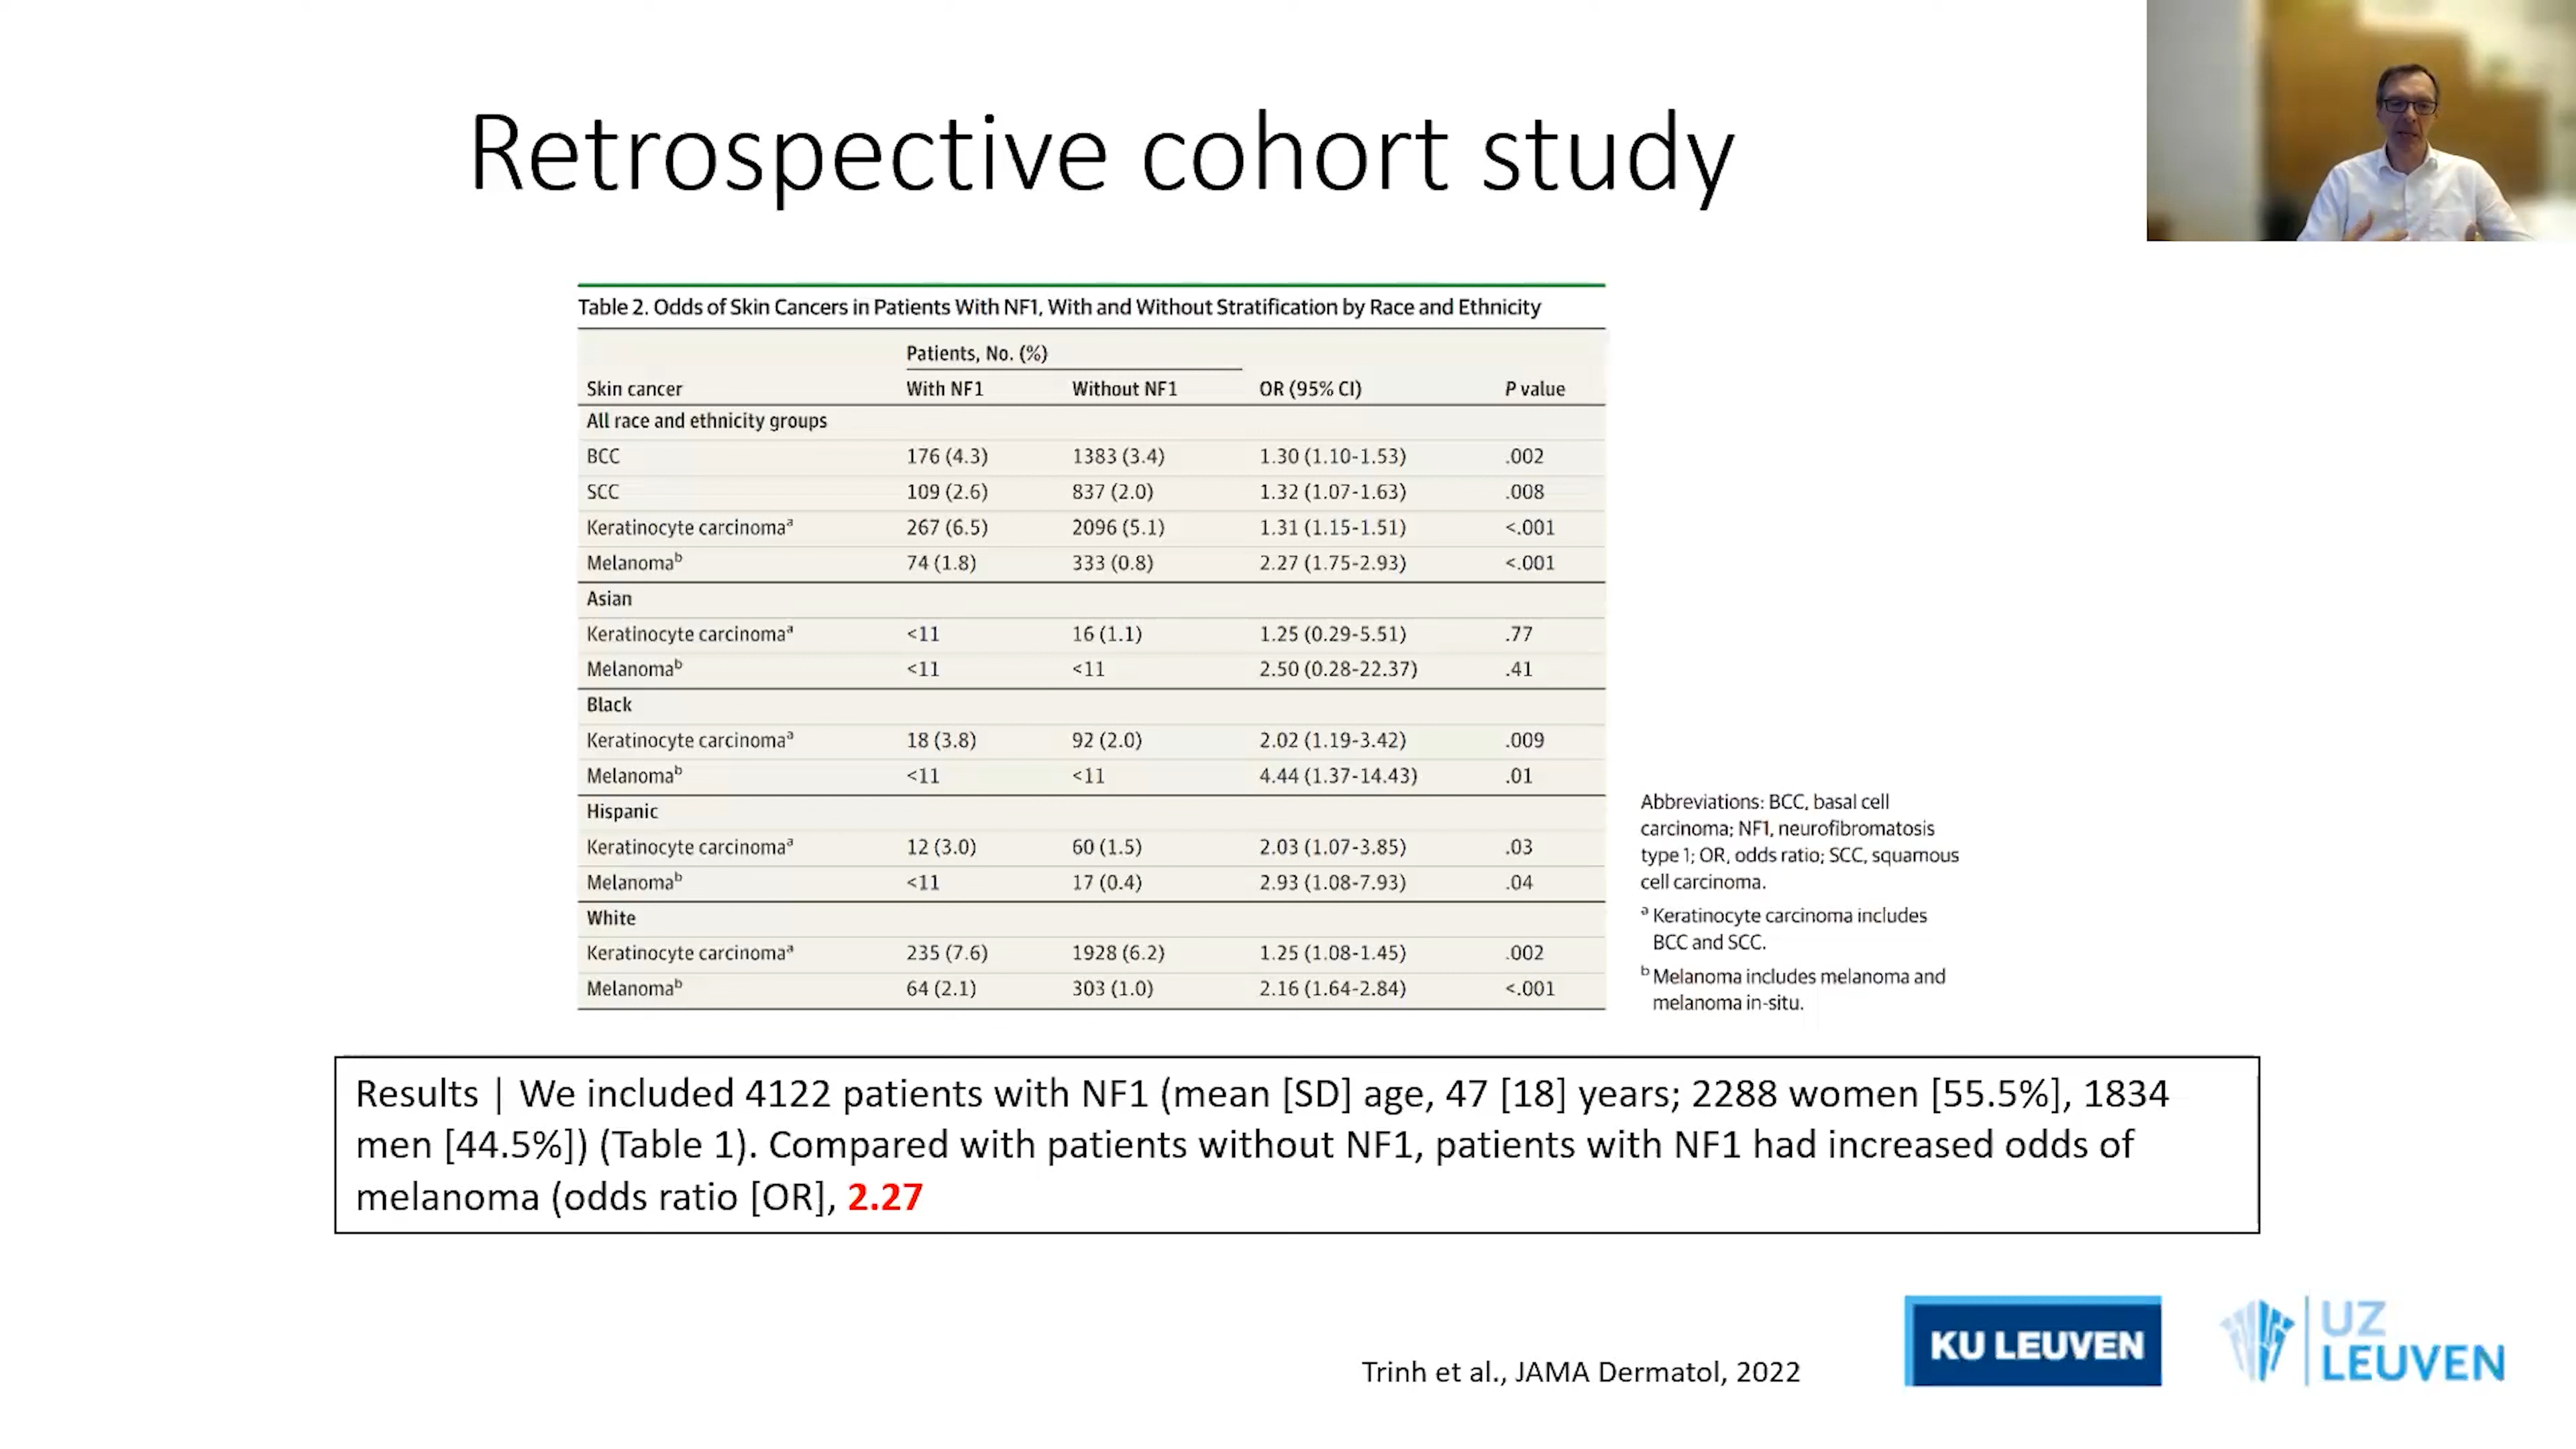 Retrospective cohort study
Table 2. Odds of Skin Cancers in Patients With NF1, With and Without Stratification by Race and Ethnicity
Patients, No. (%)
Skin cancer With NF1 Without NF1 OR (95% CI) P value
All race and ethnicity groups
BCC 176 (4.3) 1383 (3.4) 1.30 (1.10-1.53) .002
SCC 109 (2.6) 837 (2.0) 1.32 (1.07-1.63) .008
Keratinocyte carcinomaᵃ 267 (6.5) 2096 (5.1) 1.31 (1.15-1.51) <.001
Melanomaᵇ 74 (1.8) 333 (0.8) 2.27 (1.75-2.93) <.001
Asian
Keratinocyte carcinomaᵃ <11 16 (1.1) 1.25 (0.29-5.51) .77
Melanomaᵇ <11 <11 2.50 (0.28-22.37) .41
Black
Keratinocyte carcinomaᵃ 18 (3.8) 92 (2.0) 2.02 (1.19-3.42) .009
Melanomaᵇ <11 <11 4.44 (1.37-14.43) .01
Hispanic
Keratinocyte carcinomaᵃ 12 (3.0) 60 (1.5) 2.03 (1.07-3.85) .03
Melanomaᵇ <11 17 (0.4) 2.93 (1.08-7.93) .04
White
Keratinocyte carcinomaᵃ 235 (7.6) 1928 (6.2) 1.25 (1.08-1.45) .002
Melanomaᵇ 64 (2.1) 303 (1.0) 2.16 (1.64-2.84) <.001
Abbreviations: BCC, basal cell
carcinoma; NF1, neurofibromatosis
type 1; OR, odds ratio; SCC, squamous
cell carcinoma.
ᵃ Keratinocyte carcinoma includes
BCC and SCC.
ᵇ Melanoma includes melanoma and
melanoma in-situ.
Results | We included 4122 patients with NF1 (mean [SD] age, 47 [18] years; 2288 women [55.5%], 1834
men [44.5%]) (Table 1). Compared with patients without NF1, patients with NF1 had increased odds of
melanoma (odds ratio [OR], 2.27
Trinh et al., JAMA Dermatol, 2022
KU LEUVEN
UZ
LEUVEN